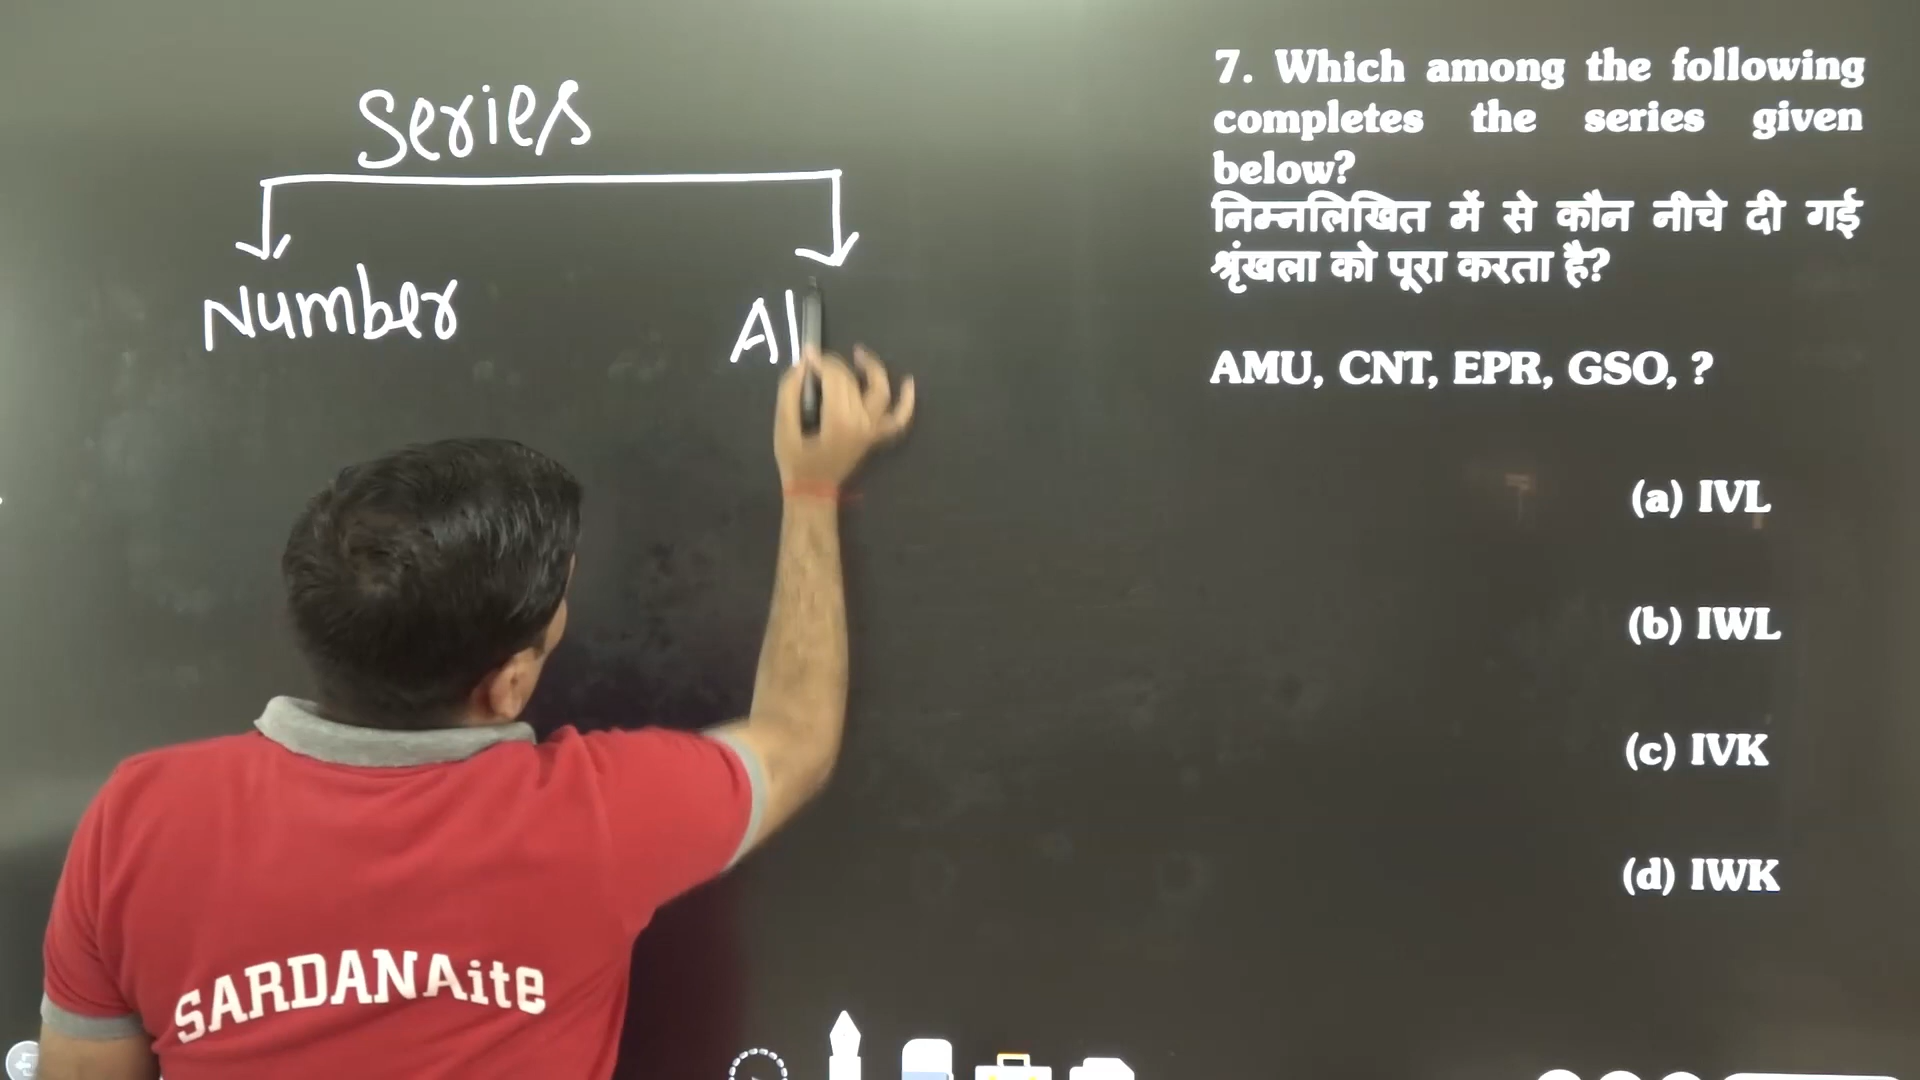 Series
Number
Al
7. Which among the following
completes the series given
below?
निम्नलिखित में से कौन नीचे दी गई
श्रृंखला को पूरा करता है?
AMU, CNT, EPR, GSO, ?
(a) IVL
(b) IWL
(c) IVK
(d) IWK
SARDANAite